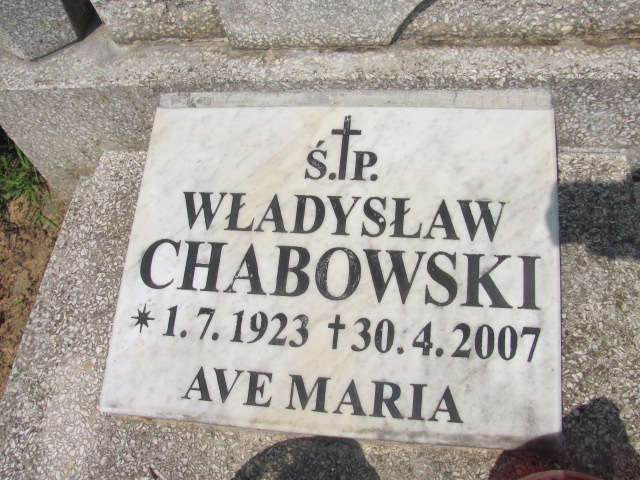 Ś.†P.
WŁADYSŁAW
CHABOWSKI
*1.7.1923 †30.4.2007
AVE MARIA